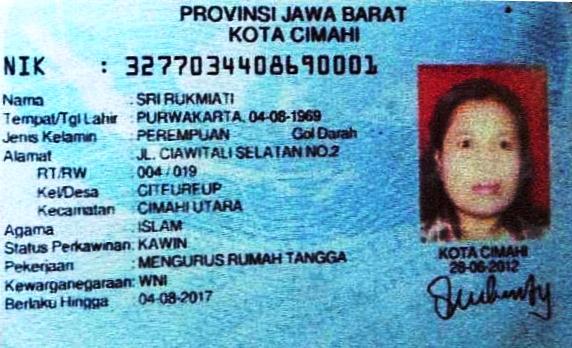 PROVINSI JAWA BARAT
KOTA CIMAHI
NIK : 3277034408690001
Nama : SRI RUKMIATI
Tempat/Tgl Lahir : PURWAKARTA, 04-08-1969
Jenis Kelamin : PEREMPUAN Gol Darah
Alamat : JL. CIAWITALI SELATAN NO.2
RT/RW : 004 / 019
Kel/Desa : CITEUREUP
Kecamatan : CIMAHI UTARA
Agama : ISLAM
Status Perkawinan: KAWIN
Pekerjaan : MENGURUS RUMAH TANGGA
Kewarganegaraan: WNI
Berlaku Hingga : 04-08-2017
KOTA CIMAHI
26-06-2012